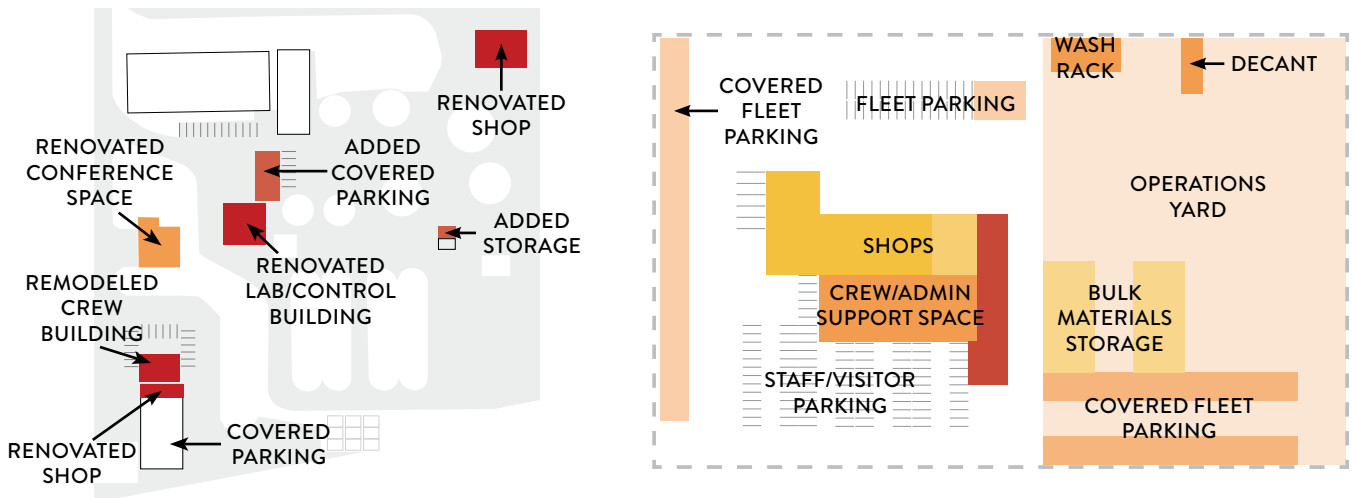 RENOVATED
SHOP
RENOVATED
CONFERENCE
SPACE
ADDED
COVERED
PARKING
ADDED
STORAGE
RENOVATED
LAB/CONTROL
BUILDING
REMODELED
CREW
BUILDING
RENOVATED
SHOP
COVERED
PARKING
COVERED
FLEET
PARKING
FLEET PARKING
WASH
RACK
DECANT
OPERATIONS
YARD
SHOPS
CREW/ADMIN
SUPPORT SPACE
BULK
MATERIALS
STORAGE
STAFF/VISITOR
PARKING
COVERED FLEET
PARKING